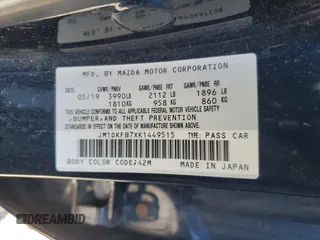 MFD. BY MAZDA MOTOR CORPORATION
GVWR/PNBV GAWR/PNBE FR GAWR/PNBE RR
05/19 3990LB 2112 LB 1896 LB
1810KG 958 KG 860 KG
THIS VEHICLE CONFORMS TO ALL APPLICABLE
FEDERAL MOTOR VEHICLE SAFETY
,BUMPER, AND THEFT PREVENTION
STANDARDS IN EFFECT ON THE DATE
OF MANUFACTURE SHOWN ABOVE.
JM1DKFB7XK1449515 TYPE: PASS CAR
BODY COLOR CODE:42M MADE IN JAPAN